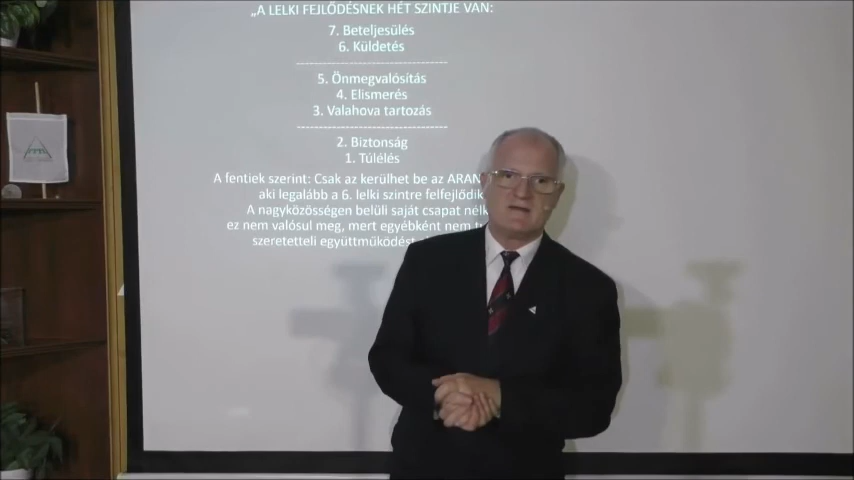 „A LELKI FEJLŐDÉSNEK HÉT SZINTJE VAN:
7. Beteljesülés
6. Küldetés
5. Önmegvalósítás
4. Elismerés
3. Valahova tartozás
2. Biztonság
1. Túlélés
A fentiek szerint: Csak az kerülhet be az ARAN
aki legalább a 6. lelki szintre felfejlődik
A nagyközösségen belüli saját csapat nélk
ez nem valósul meg, mert egyébként nem
szeretetteli együttműködést